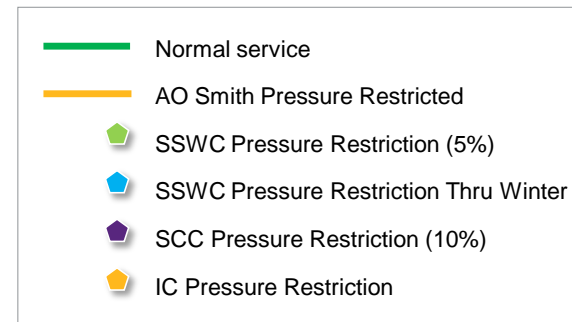 Normal service
AO Smith Pressure Restricted
SSWC Pressure Restriction (5%)
SSWC Pressure Restriction Thru Winter
SCC Pressure Restriction (10%)
IC Pressure Restriction